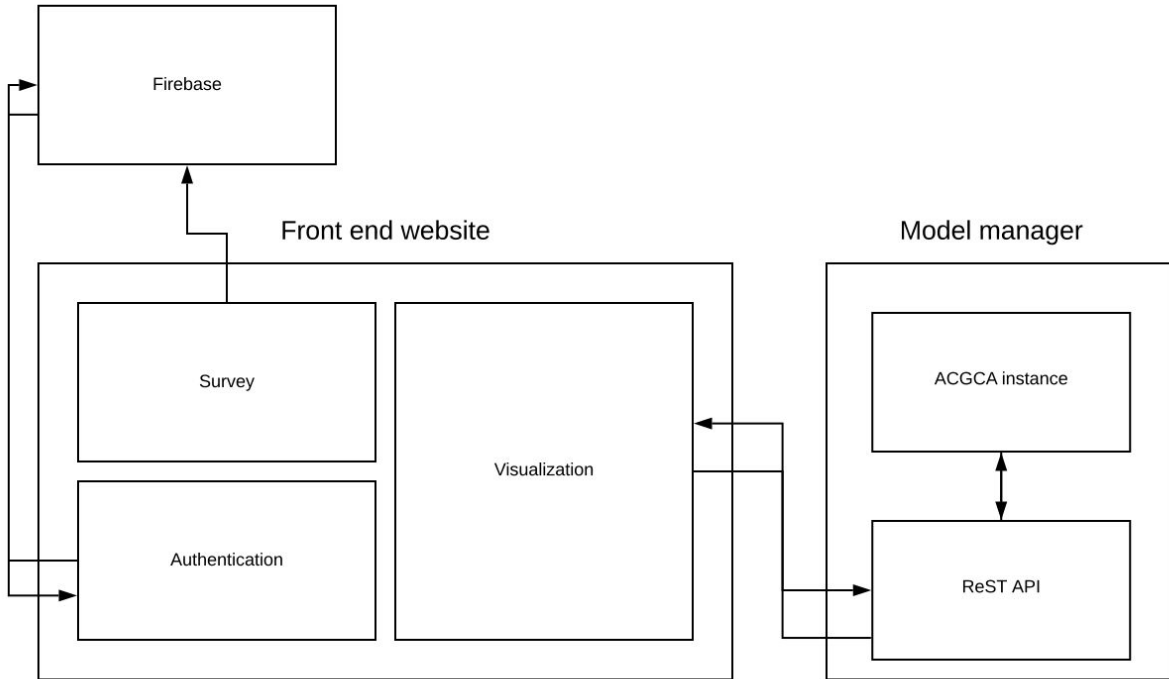 Firebase
Front end website
Model manager
Survey
ACGCA instance
Visualization
Authentication
ReST API